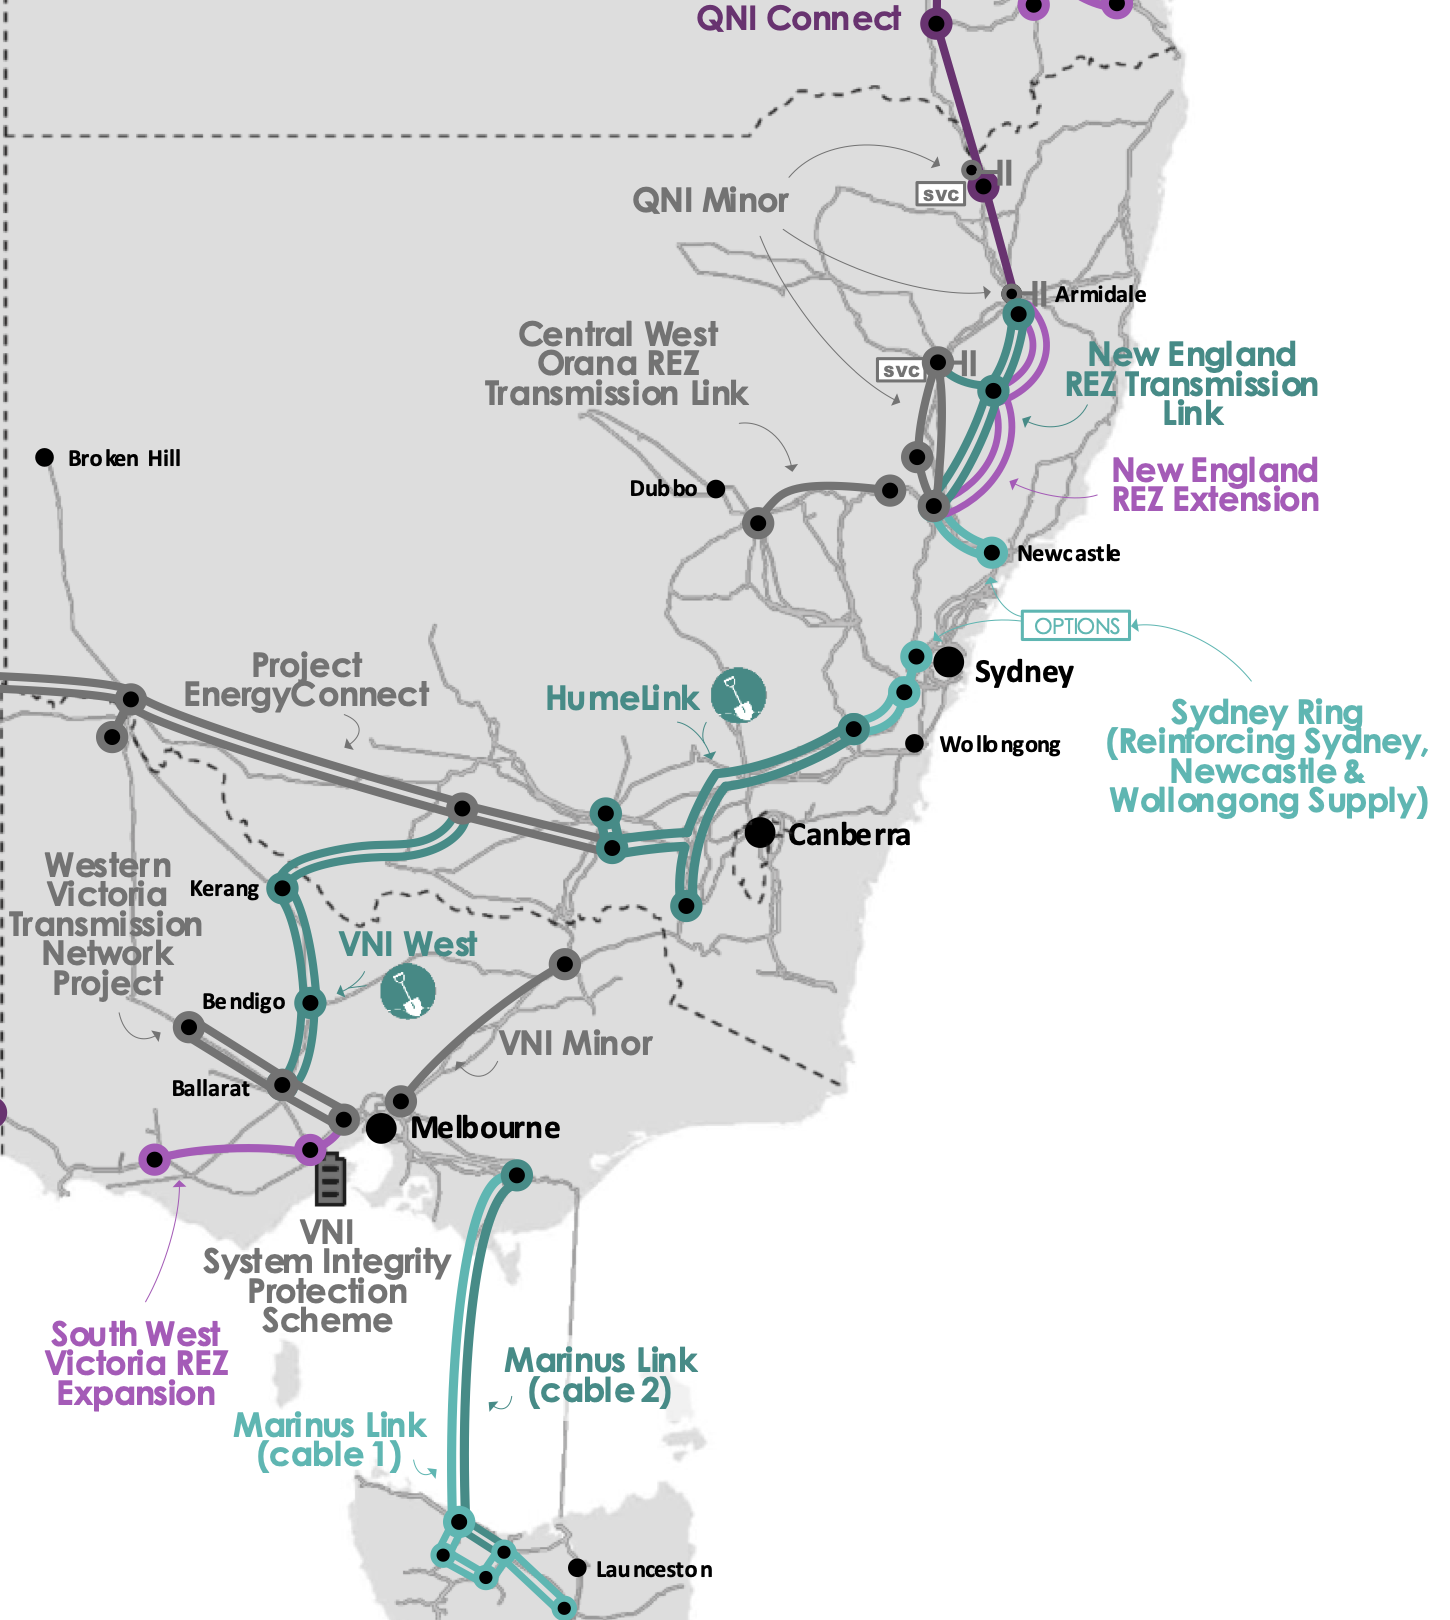 QNI Connect
svc
QNI Minor
Armidale
Central West
Orana REZ
Transmission Link
svc
New England
REZ Transmission
Link
Broken Hill
Dubbo
New England
REZ Extension
Newcastle
OPTIONS
Sydney
Project
EnergyConnect
HumeLink
Wollongong
Sydney Ring
(Reinforcing Sydney,
Newcastle &
Wollongong Supply)
Canberra
Western
Victoria
Transmission
Network
Project
Kerang
VNI West
Bendigo
VNI Minor
Ballarat
Melbourne
VNI
System Integrity
Protection
Scheme
South West
Victoria REZ
Expansion
Marinus Link
(cable 2)
Marinus Link
(cable 1)
Launceston